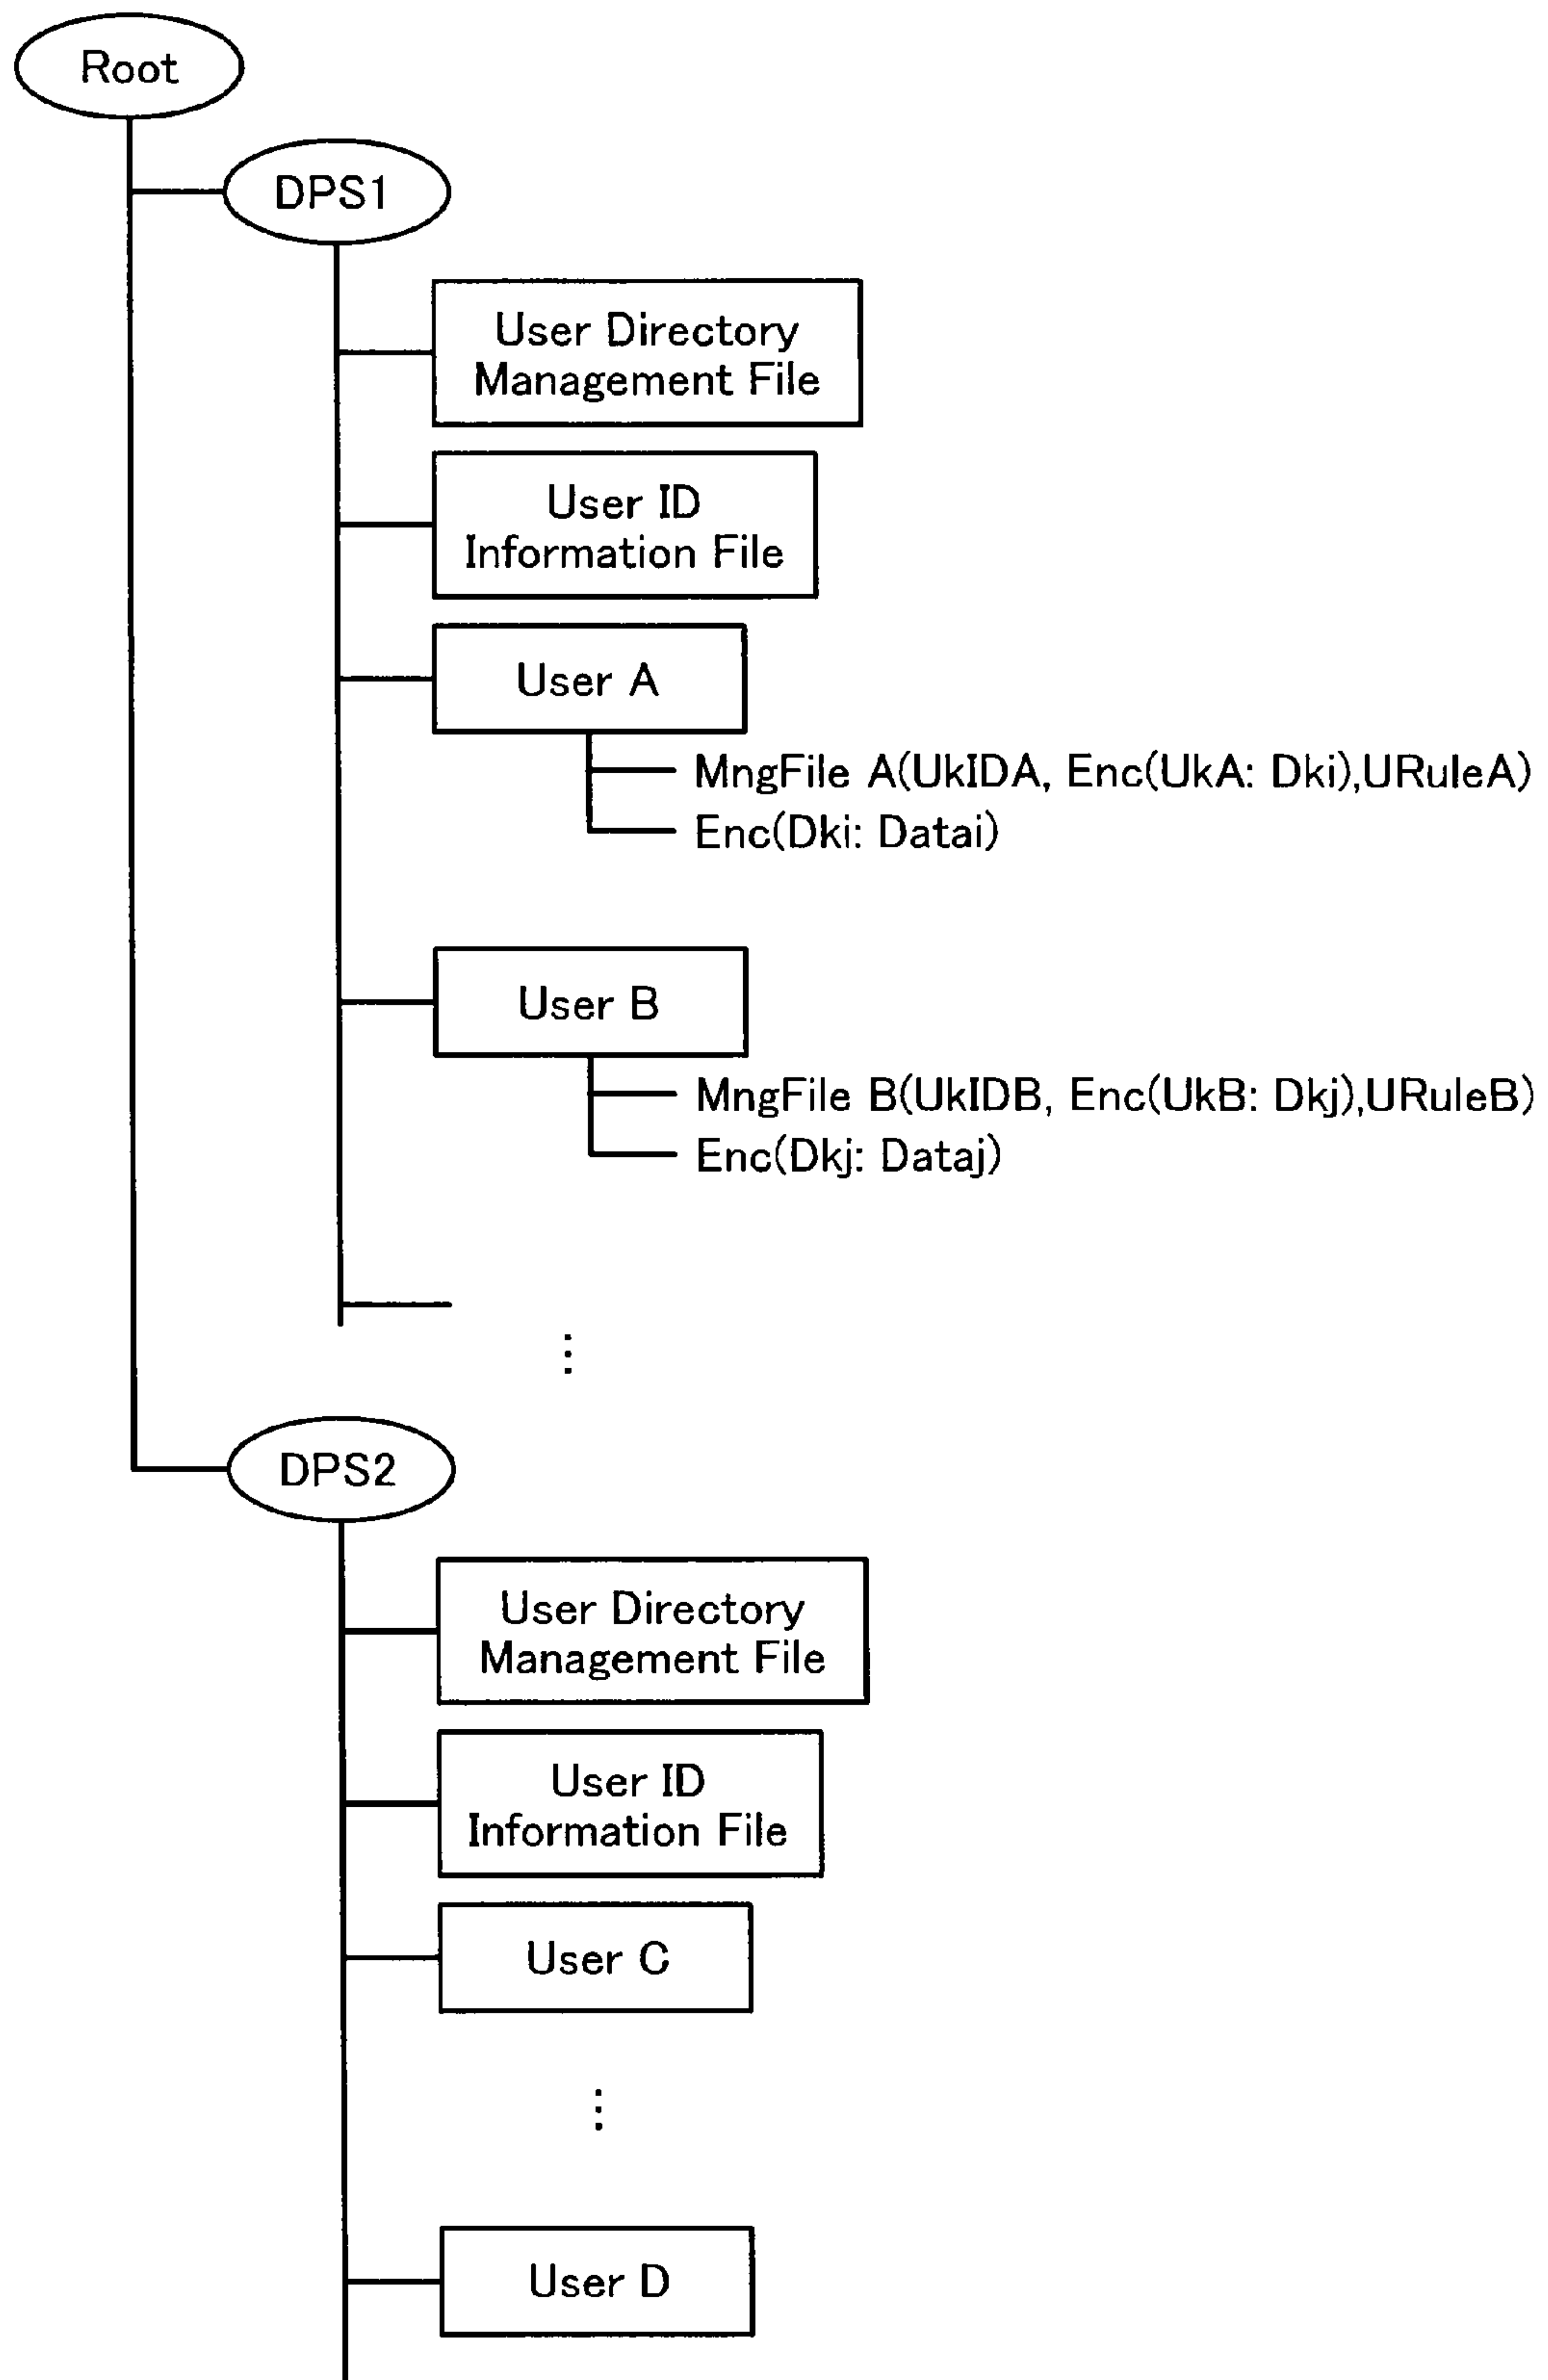 Root
DPS1
User Directory
Management File
User ID
Information File
User A
MngFile A(UkIDA, Enc(UkA: Dki),URuleA)
Enc(Dki: Datai)
User B
MngFile B(UkIDB, Enc(UkB: Dkj),URuleB)
Enc(Dkj: Dataj)
DPS2
User Directory
Management File
User ID
Information File
User C
User D